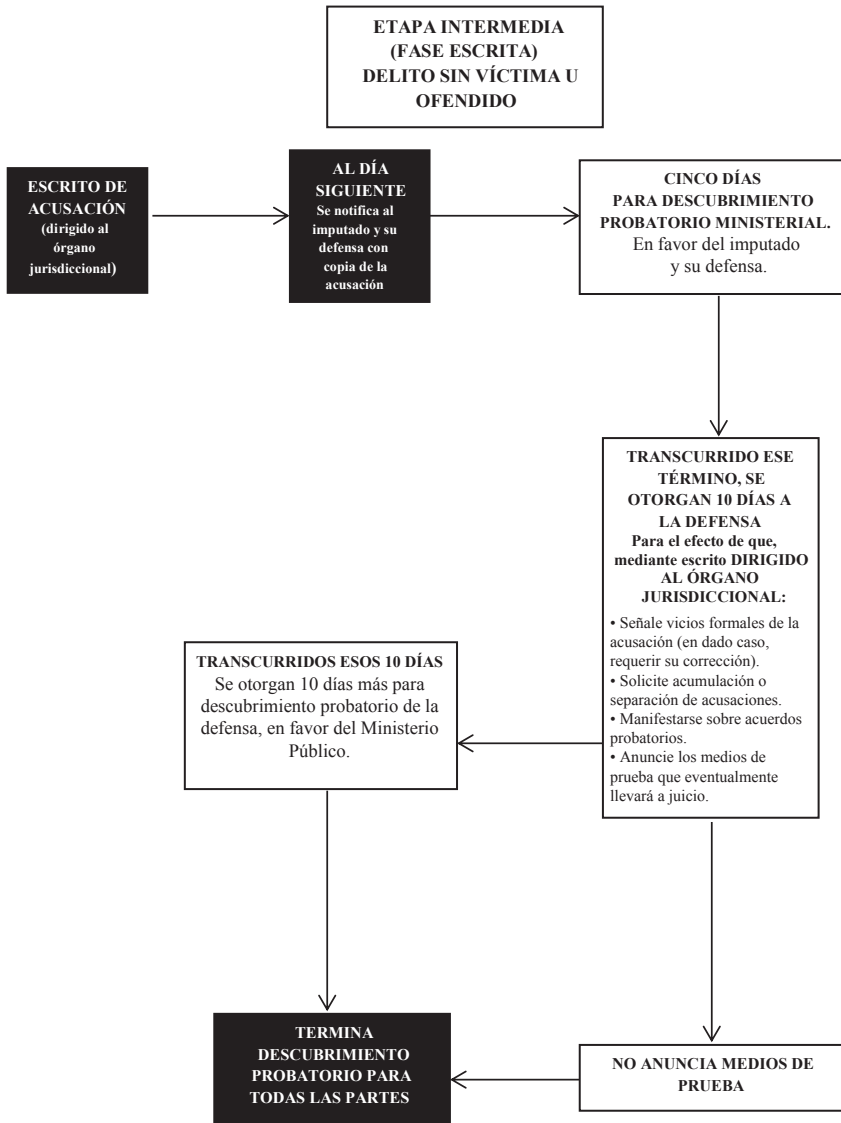 ETAPA INTERMEDIA
(FASE ESCRITA)
DELITO SIN VÍCTIMA U
OFENDIDO
ESCRITO DE
ACUSACIÓN
(dirigido al
órgano
jurisdiccional)
AL DÍA
SIGUIENTE
Se notifica al
imputado y su
defensa con
copia de la
acusación
CINCO DÍAS
PARA DESCUBRIMIENTO
PROBATORIO MINISTERIAL.
En favor del imputado
y su defensa.
TRANSCURRIDO ESE
TÉRMINO, SE
OTORGAN 10 DÍAS A
LA DEFENSA
Para el efecto de que,
mediante escrito DIRIGIDO
AL ÓRGANO
JURISDICCIONAL:
• Señale vicios formales de la
acusación (en dado caso,
requerir su corrección).
• Solicite acumulación o
separación de acusaciones.
• Manifestarse sobre acuerdos
probatorios.
• Anuncie los medios de
prueba que eventualmente
llevará a juicio.
TRANSCURRIDOS ESOS 10 DÍAS
Se otorgan 10 días más para
descubrimiento probatorio de la
defensa, en favor del Ministerio
Público.
TERMINA
DESCUBRIMIENTO
PROBATORIO PARA
TODAS LAS PARTES
NO ANUNCIA MEDIOS DE
PRUEBA